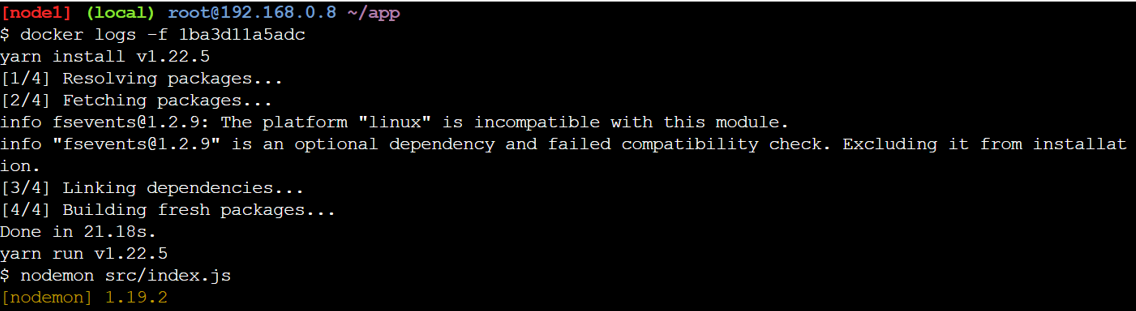 [node1] (local) root@192.168.0.8 ~/app
$ docker logs -f 1ba3d11a5adc
yarn install v1.22.5
[1/4] Resolving packages...
[2/4] Fetching packages...
info fsevents@1.2.9: The platform "linux" is incompatible with this module.
info "fsevents@1.2.9" is an optional dependency and failed compatibility check. Excluding it from installat
ion.
[3/4] Linking dependencies...
[4/4] Building fresh packages...
Done in 21.18s.
yarn run v1.22.5
$ nodemon src/index.js
[nodemon] 1.19.2